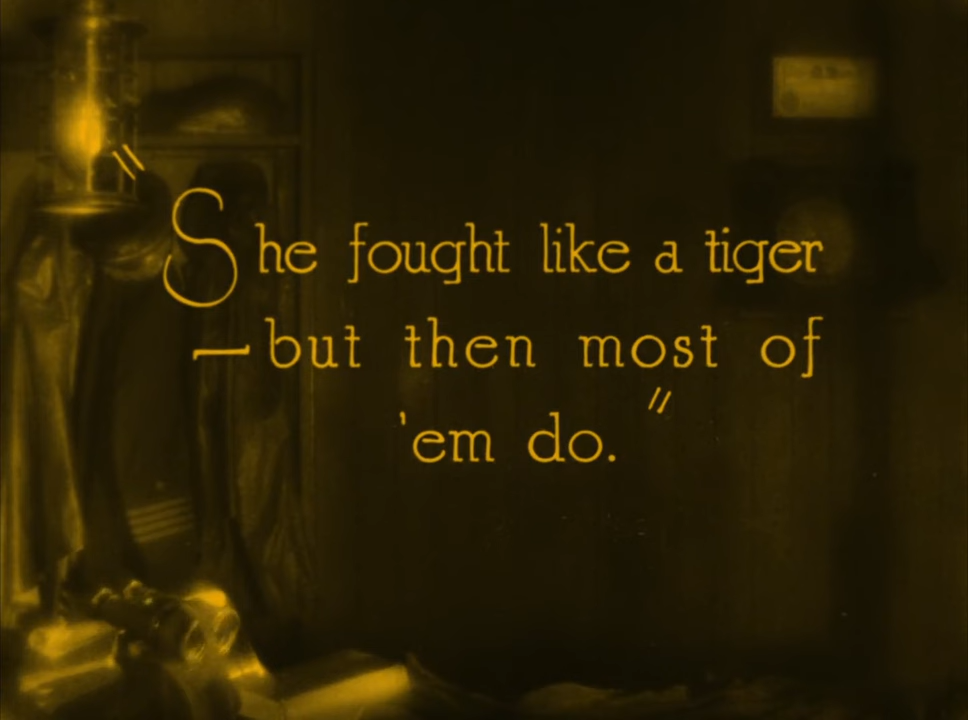 "She fought like a tiger
—but then most of
'em do."